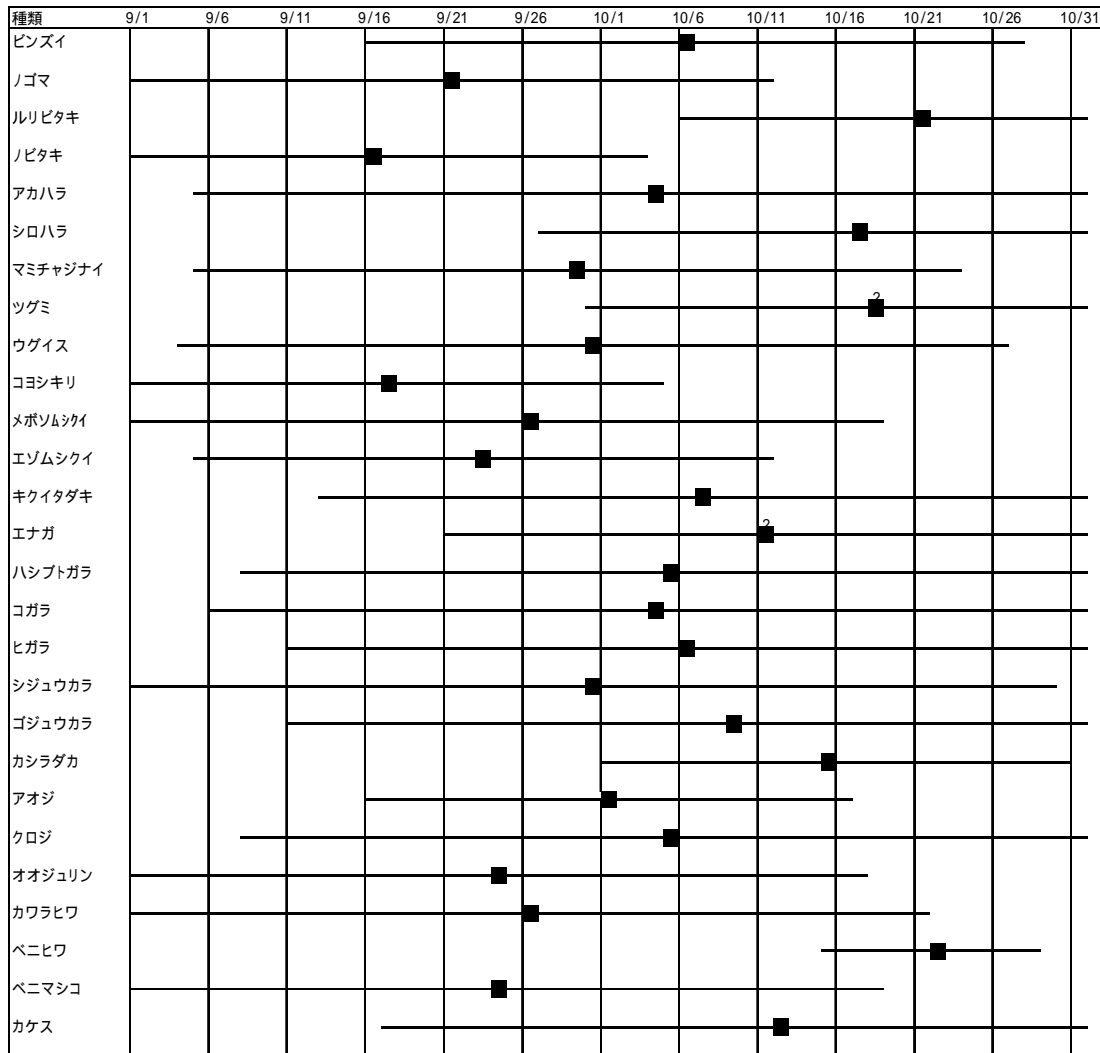 種類 9/1 9/6 9/11 9/16 9/21 9/26 10/1 10/6 10/11 10/16 10/21 10/26 10/31
ビンズイ
ノゴマ
ルリビタキ
ノビタキ
アカハラ
シロハラ
マミチャジナイ
ツグミ 2
ウグイス
コヨシキリ
メボソムシクイ
エゾムシクイ
キクイタダキ
エナガ 2
ハシブトガラ
コガラ
ヒガラ
シジュウカラ
ゴジュウカラ
カシラダカ
アオジ
クロジ
オオジュリン
カワラヒワ
ベニヒワ
ベニマシコ
カケス